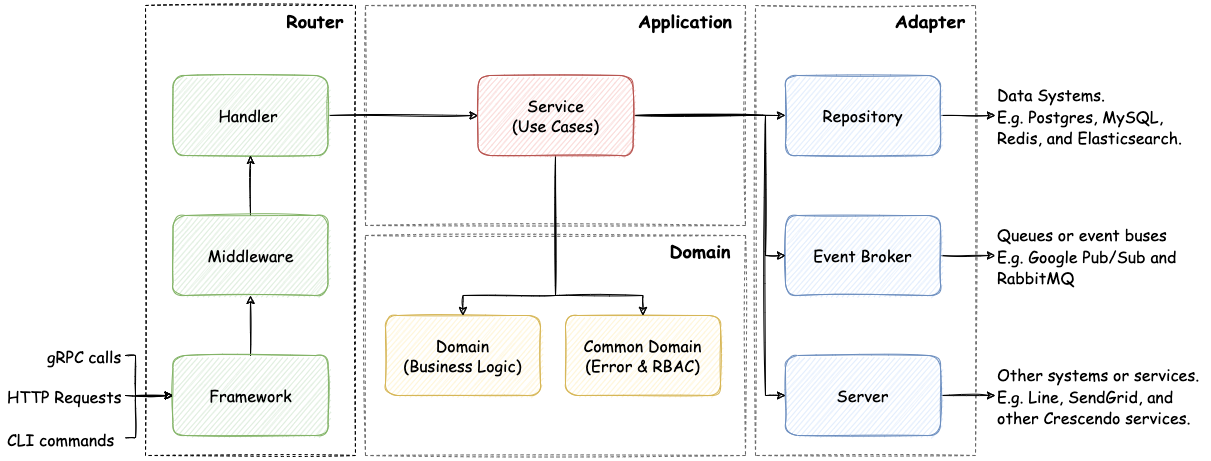 Router
Application
Adapter
Handler
Service
(Use Cases)
Repository
Data Systems.
E.g. Postgres, MySQL,
Redis, and Elasticsearch.
Middleware
Domain
Event Broker
Queues or event buses
E.g. Google Pub/Sub and
RabbitMQ
gRPC calls
HTTP Requests
CLI commands
Framework
Domain
(Business Logic)
Common Domain
(Error & RBAC)
Server
Other systems or services.
E.g. Line, SendGrid, and
other Crescendo services.